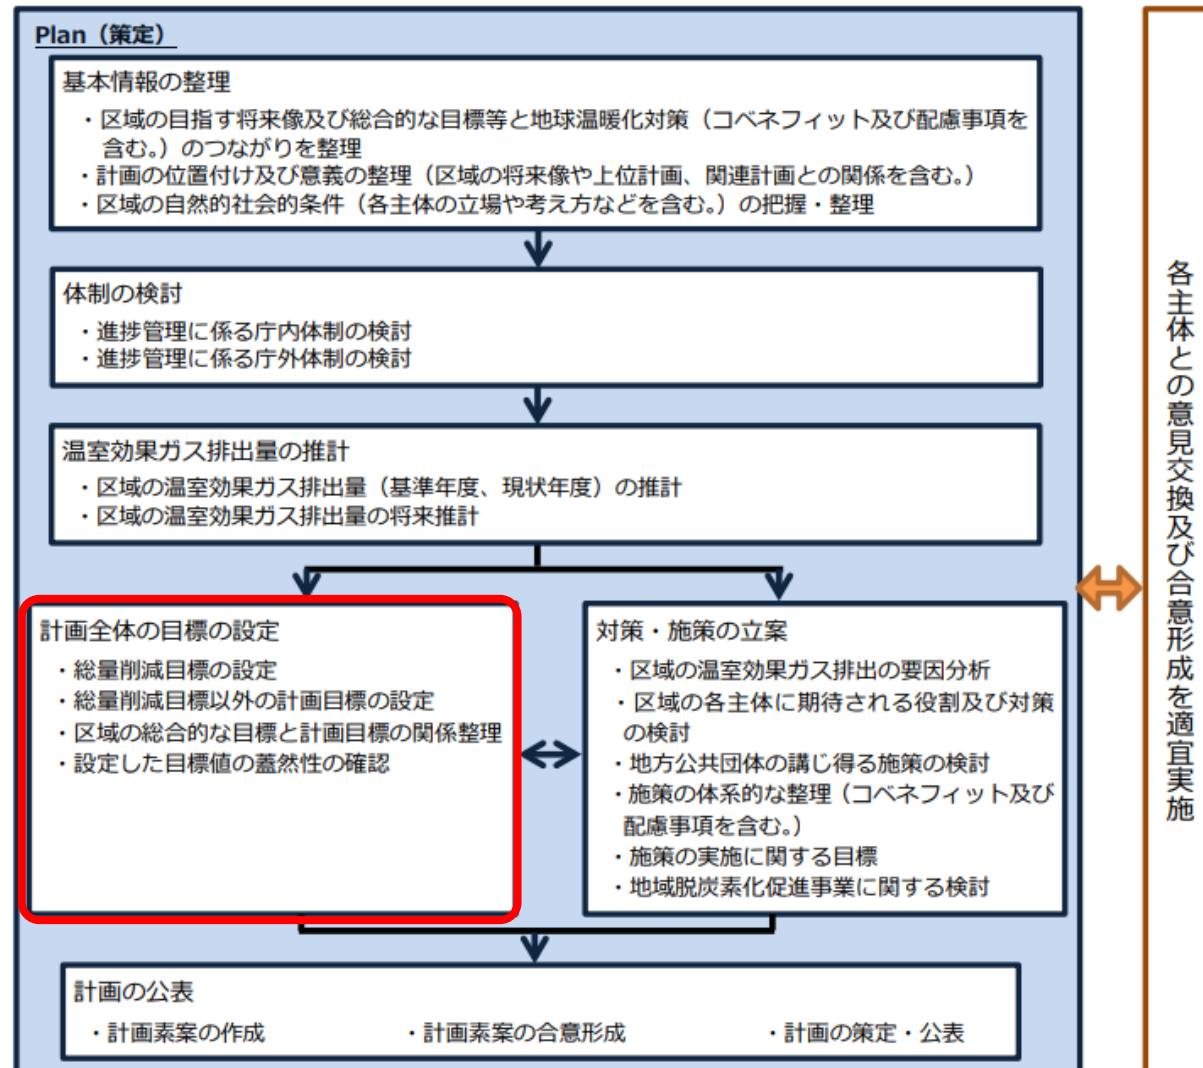 Plan（策定）
基本情報の整理
・区域の目指す将来像及び総合的な目標等と地球温暖化対策（コベネフィット及び配慮事項を
含む。）のつながりを整理
・計画の位置付け及び意義の整理（区域の将来像や上位計画、関連計画との関係を含む。）
・区域の自然的社会的条件（各主体の立場や考え方などを含む。）の把握・整理
体制の検討
・進捗管理に係る庁内体制の検討
・進捗管理に係る庁外体制の検討
温室効果ガス排出量の推計
・区域の温室効果ガス排出量（基準年度、現状年度）の推計
・区域の温室効果ガス排出量の将来推計
計画全体の目標の設定
・総量削減目標の設定
・総量削減目標以外の計画目標の設定
・区域の総合的な目標と計画目標の関係整理
・設定した目標値の蓋然性の確認
対策・施策の立案
・区域の温室効果ガス排出の要因分析
・区域の各主体に期待される役割及び対策
の検討
・地方公共団体の講じ得る施策の検討
・施策の体系的な整理（コベネフィット及び
配慮事項を含む。）
・施策の実施に関する目標
・地域脱炭素化促進事業に関する検討
計画の公表
・計画素案の作成　・計画素案の合意形成　・計画の策定・公表
各主体との意見交換及び合意形成を適宜実施